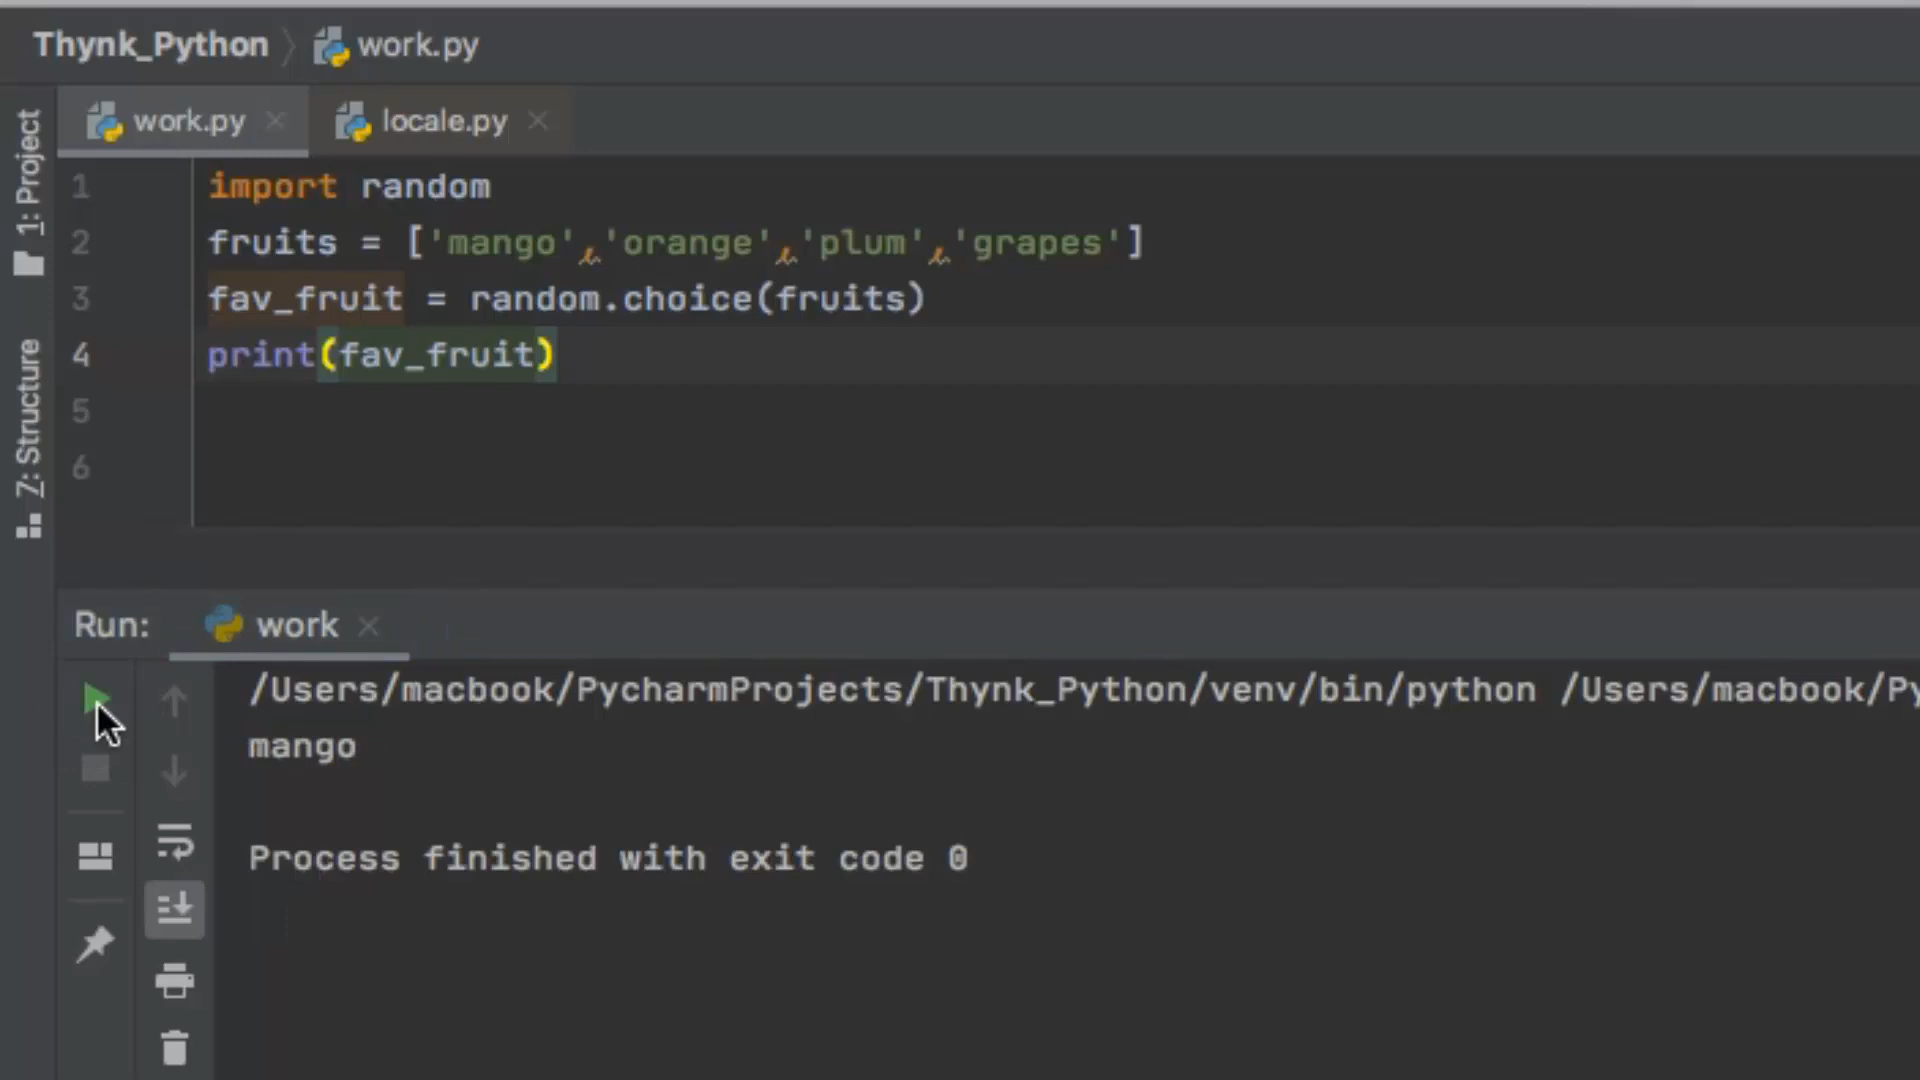 Thynk_Python 〉 work.py
work.py × locale.py ×
1: Project
7: Structure
1 import random
2 fruits = ['mango','orange','plum','grapes']
3 fav_fruit = random.choice(fruits)
4 print(fav_fruit)
5
6
Run: work ×
/Users/macbook/PycharmProjects/Thynk_Python/venv/bin/python /Users/macbook/Py
mango
Process finished with exit code 0